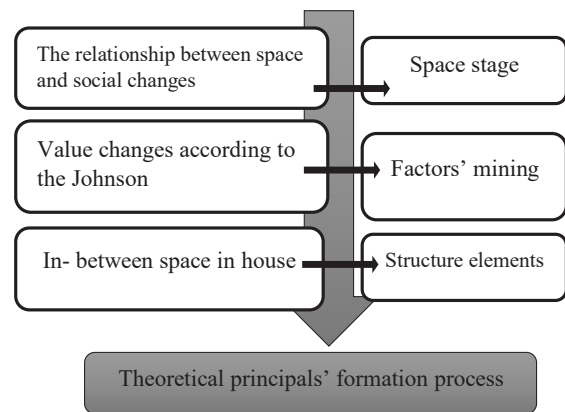 The relationship between space
and social changes
Space stage
Value changes according to
the Johnson
Factors’ mining
In- between space in house
Structure elements
Theoretical principals’ formation process